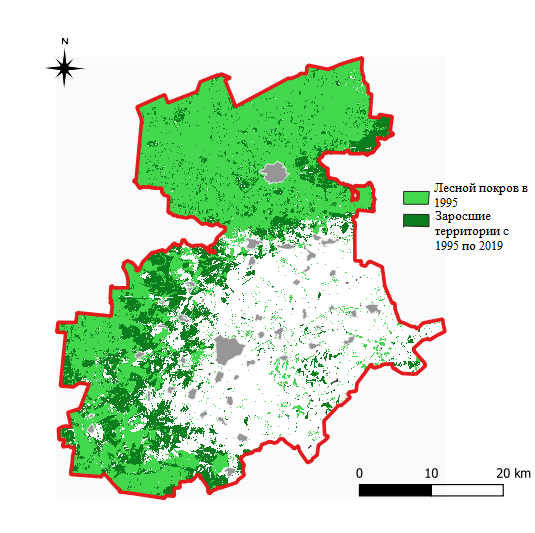 N
Лесной покров в
1995
Заросшие
территории с
1995 по 2019
0 10 20 km